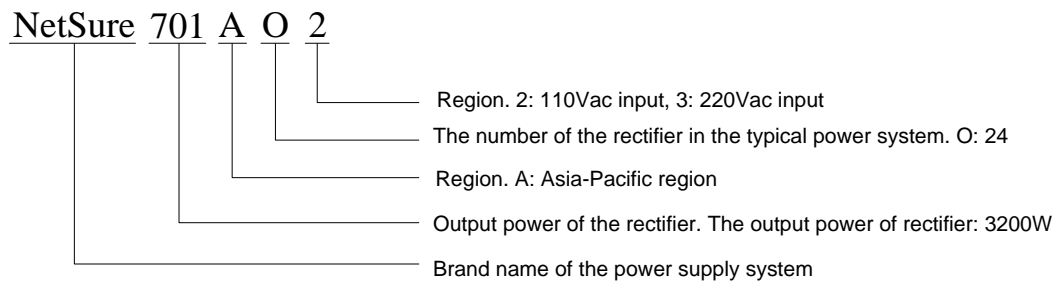 NetSure 701 A O 2
Region. 2: 110Vac input, 3: 220Vac input
The number of the rectifier in the typical power system. O: 24
Region. A: Asia-Pacific region
Output power of the rectifier. The output power of rectifier: 3200W
Brand name of the power supply system